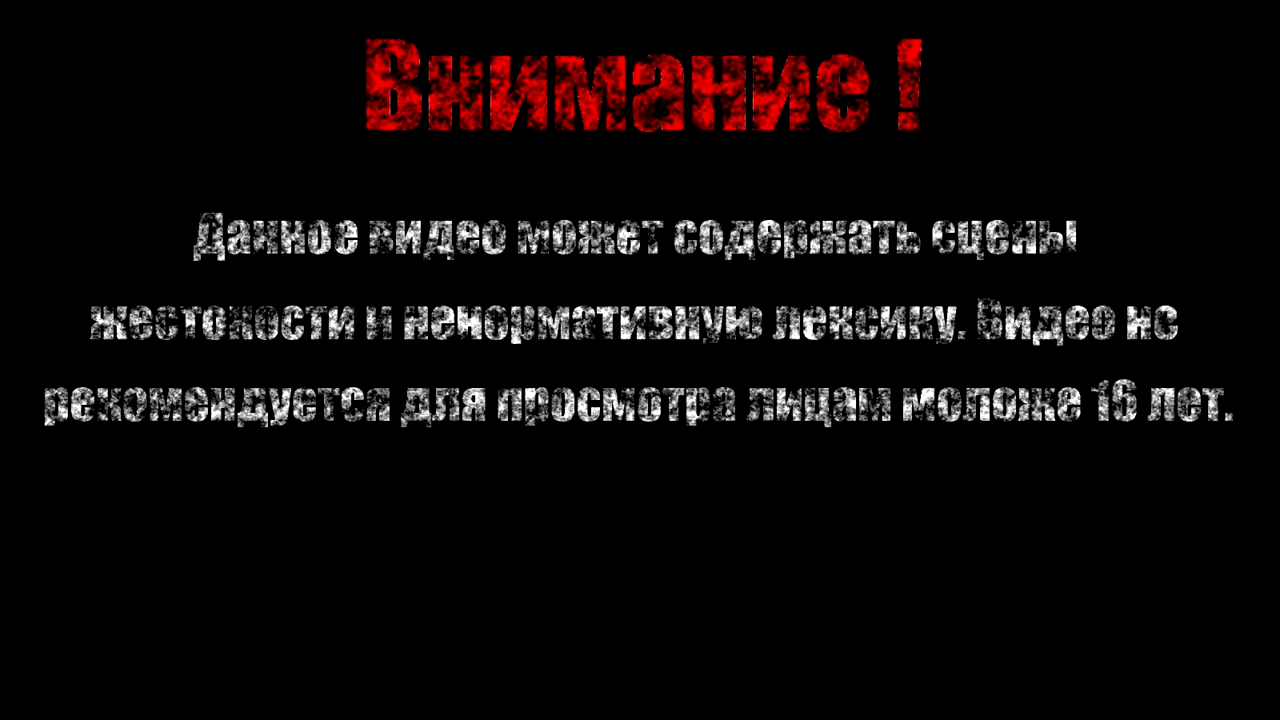 Внимание !
Данное видео может содержать сцены
жестокости и ненормативную лексику. Видео не
рекомендуется для просмотра лицам моложе 16 лет.